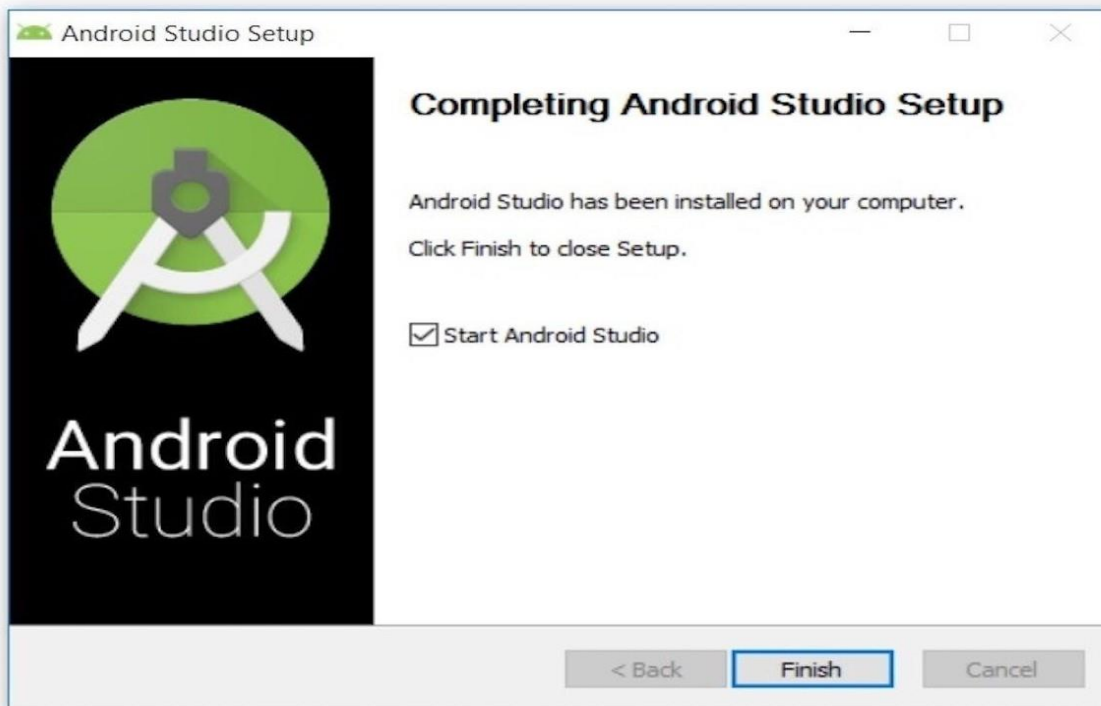 Android Studio Setup
Completing Android Studio Setup
Android Studio has been installed on your computer.
Click Finish to close Setup.
Start Android Studio
Android
Studio
< Back
Finish
Cancel